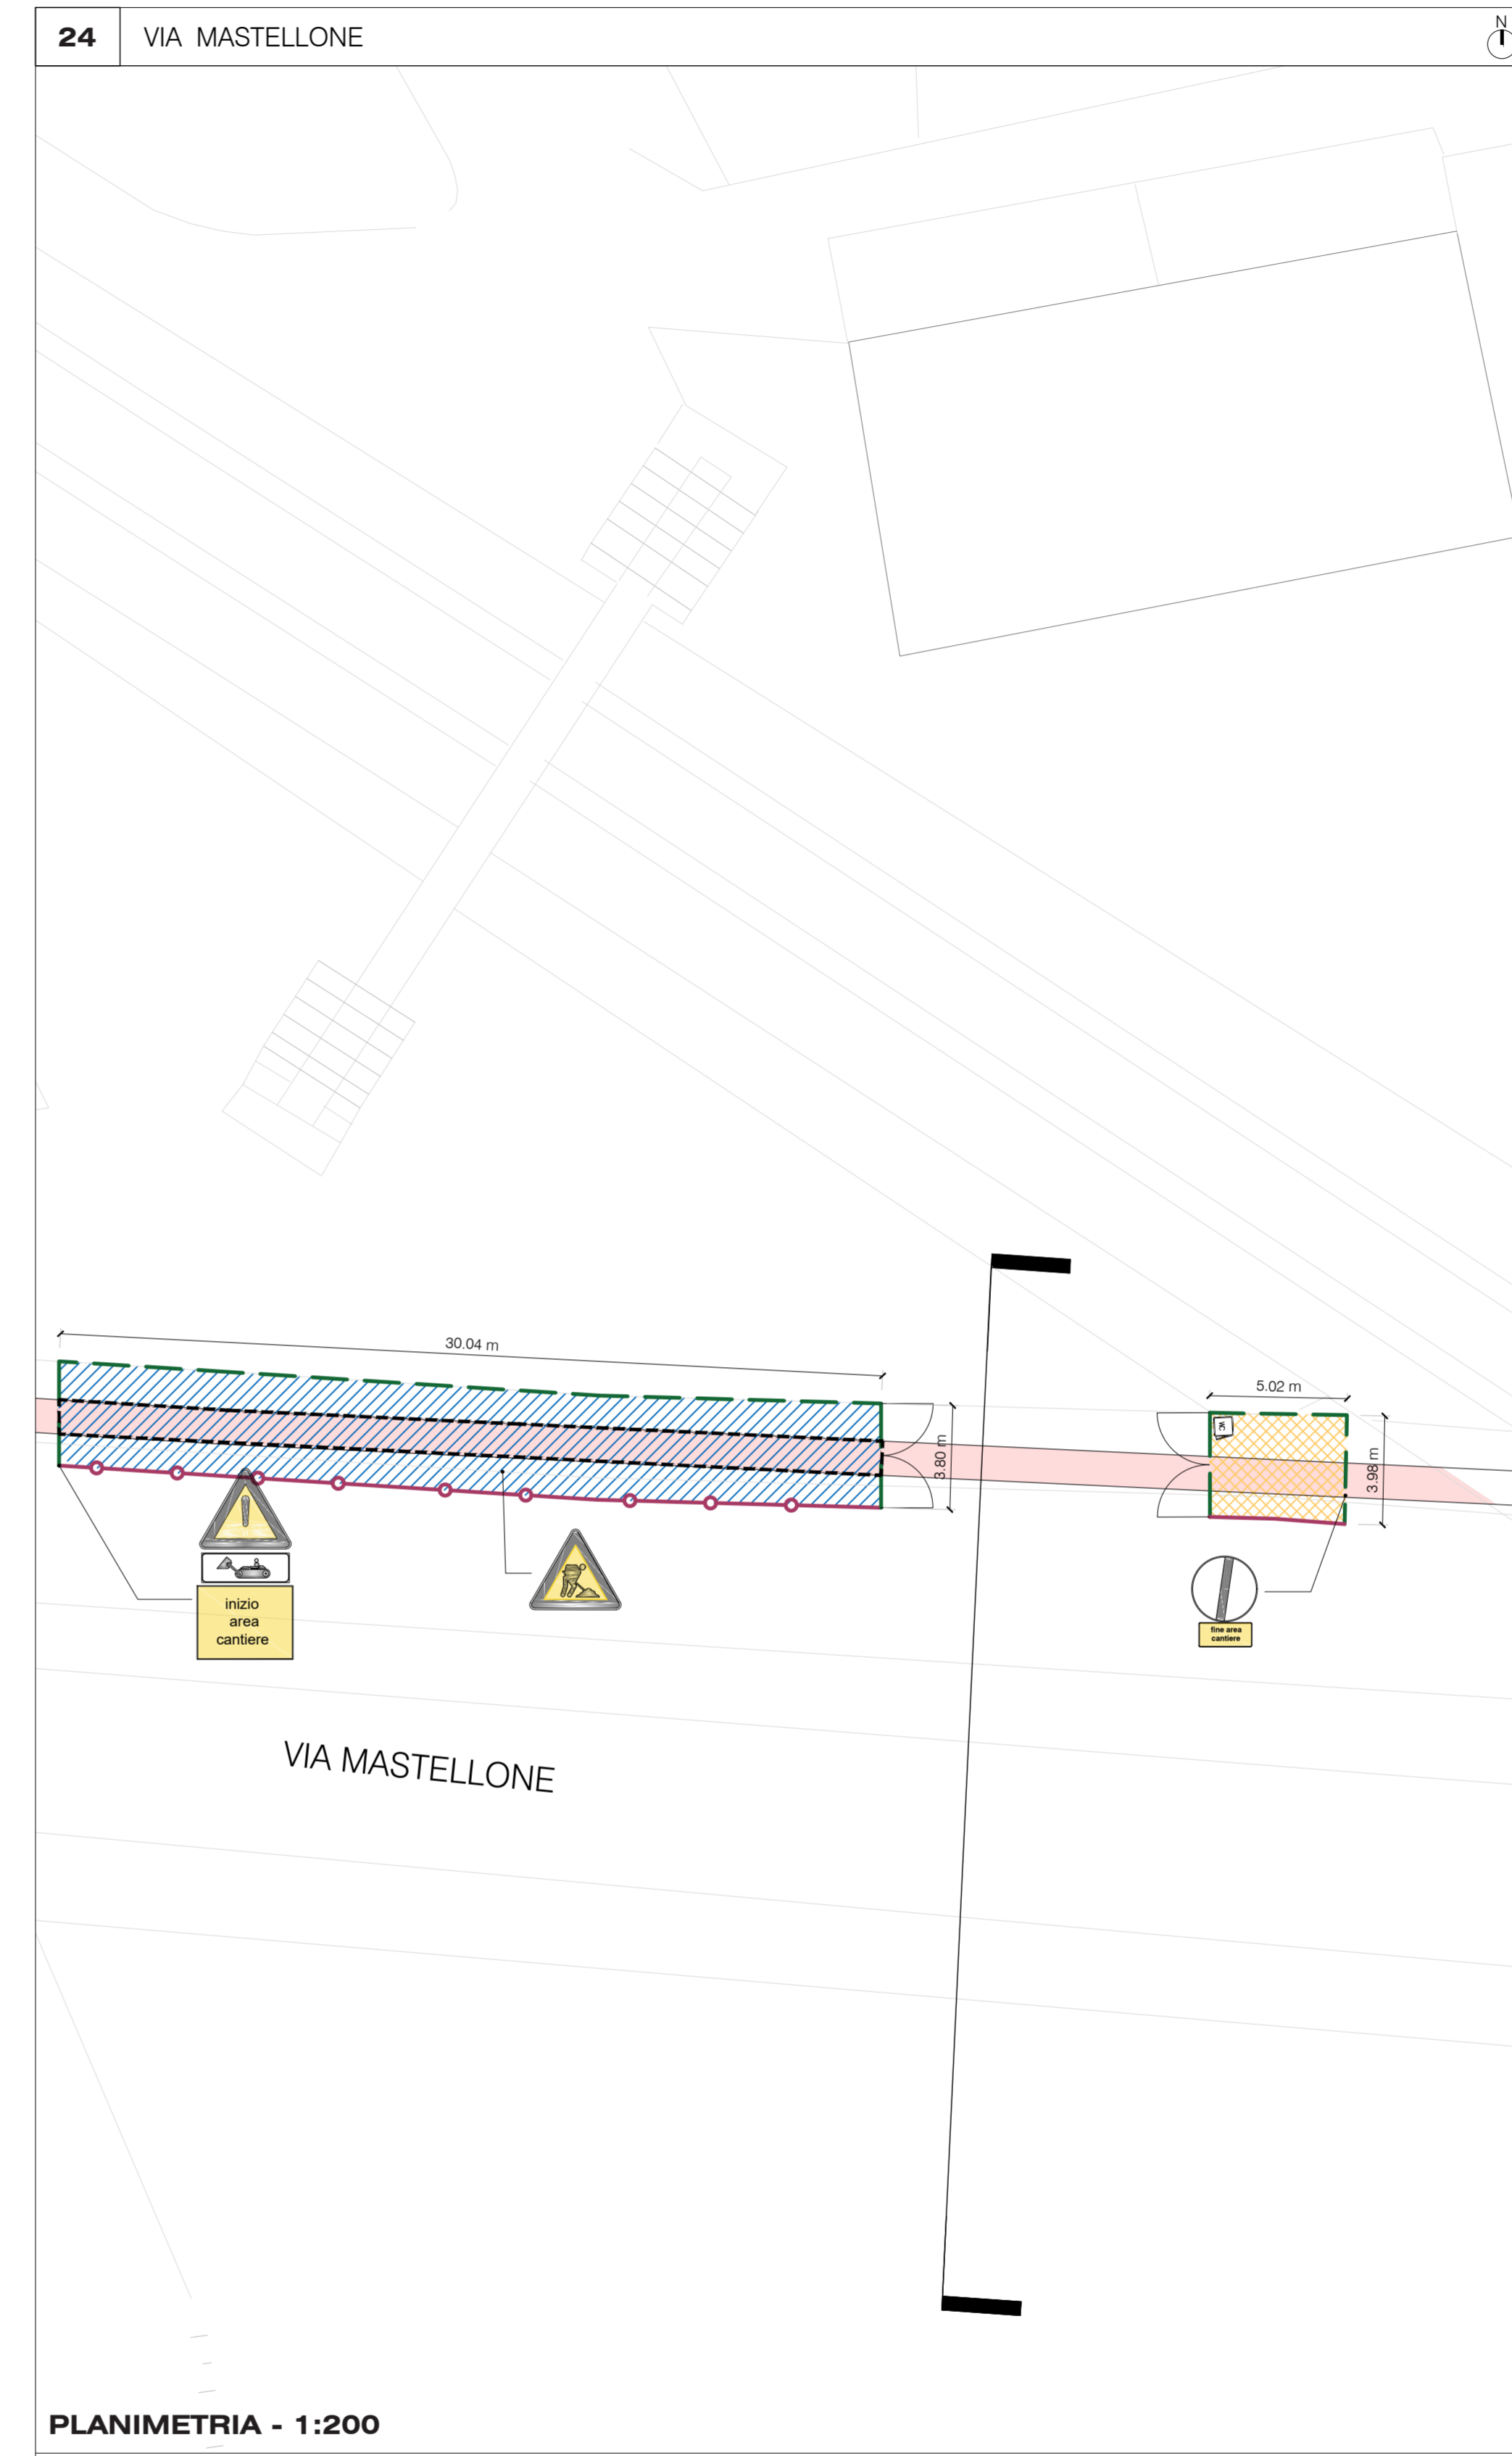 24
VIA MASTELLONE
N
30.04 m
3.80 m
5.02 m
3.98 m
WC
inizio
area
cantiere
fine area
cantiere
VIA MASTELLONE
PLANIMETRIA - 1:200